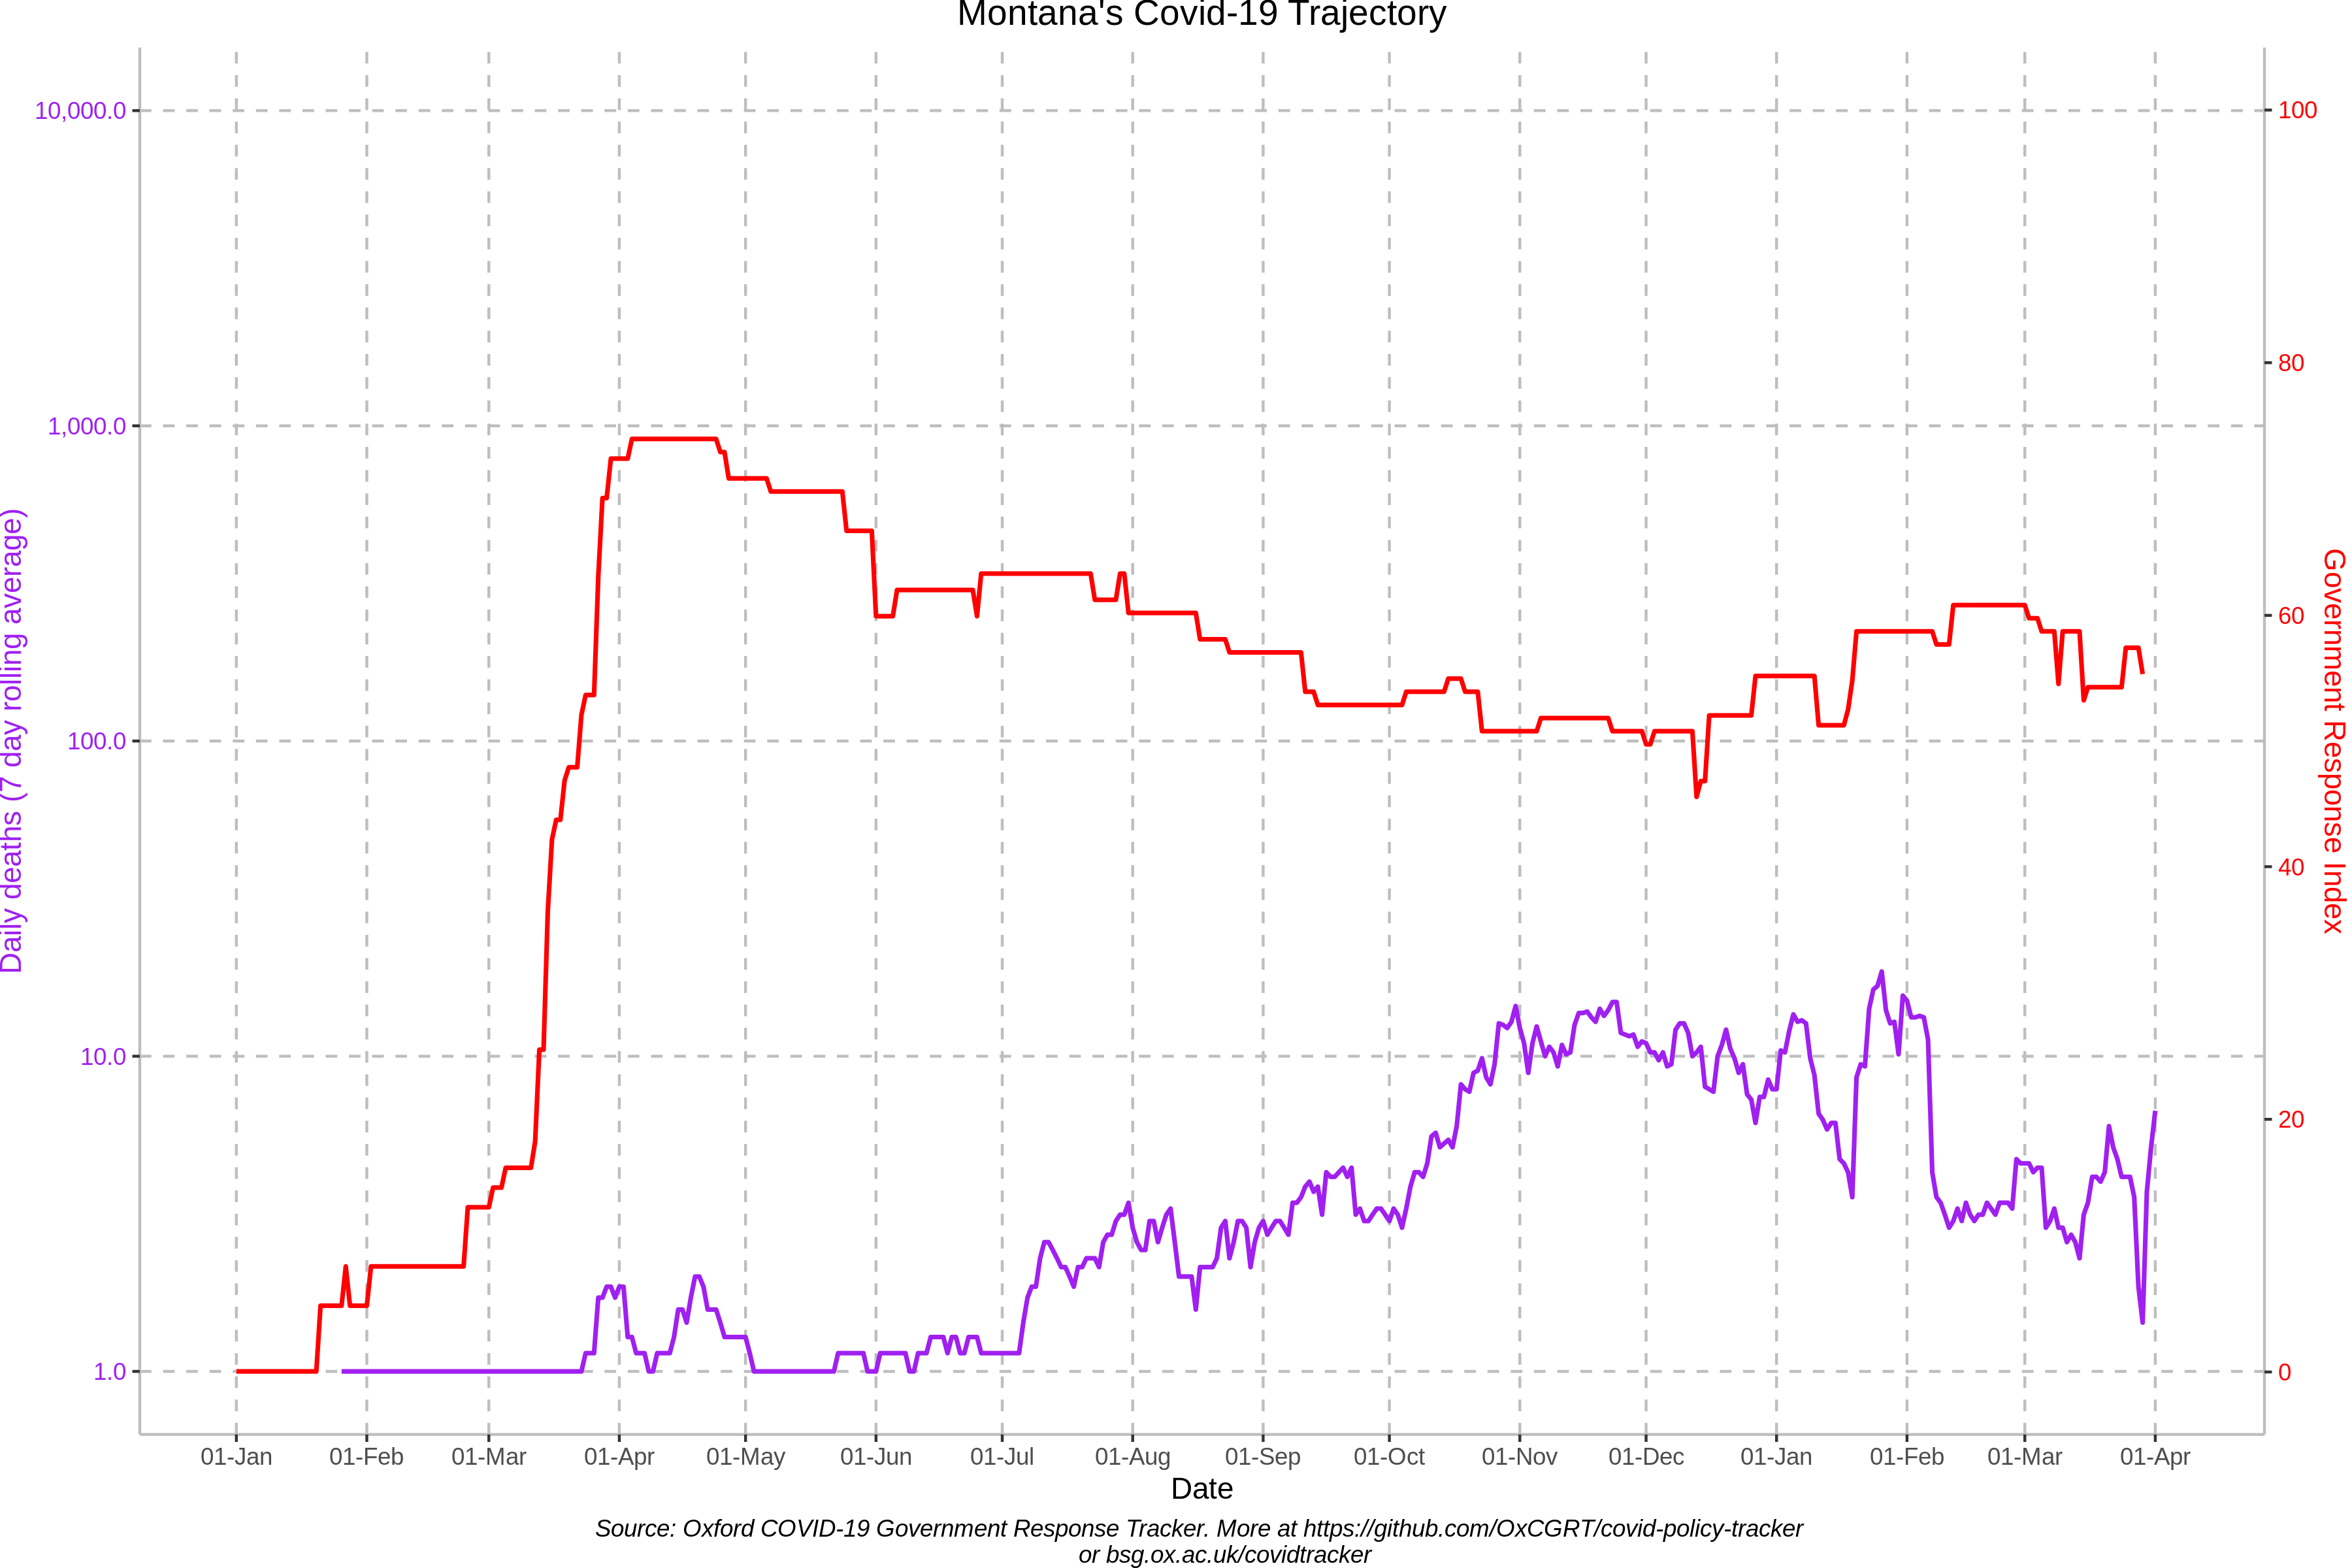 Montana's Covid-19 Trajectory
10,000.0
1,000.0
100.0
10.0
1.0
Daily deaths (7 day rolling average)
100
80
60
40
20
0
Government Response Index
01-Jan 01-Feb 01-Mar 01-Apr 01-May 01-Jun 01-Jul 01-Aug 01-Sep 01-Oct 01-Nov 01-Dec 01-Jan 01-Feb 01-Mar 01-Apr
Date
Source: Oxford COVID-19 Government Response Tracker. More at https://github.com/OxCGRT/covid-policy-tracker
or bsg.ox.ac.uk/covidtracker